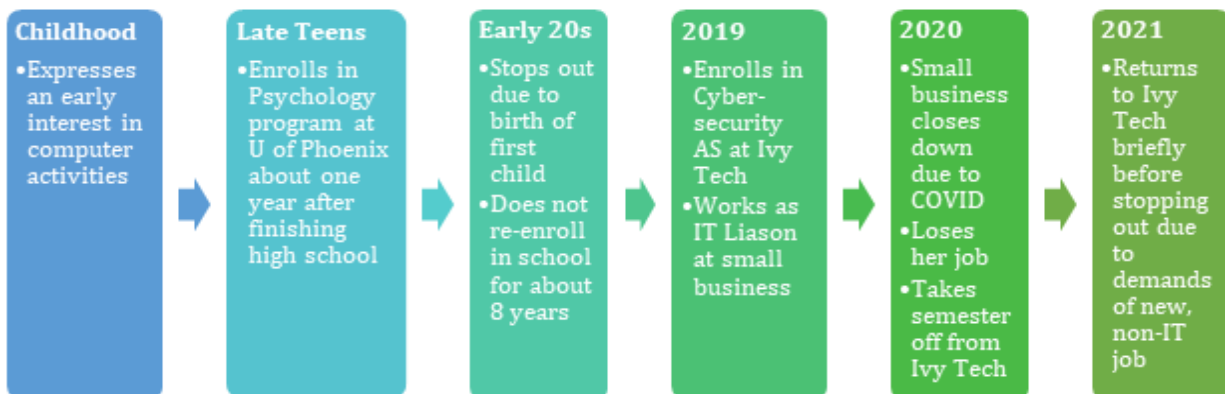 Childhood
•Expresses
an early
interest in
computer
activities
Late Teens
•Enrolls in
Psychology
program at
U of Phoenix
about one
year after
finishing
high school
Early 20s
•Stops out
due to
birth of
first
child
•Does not
re-enroll
in school
for about
8 years
2019
•Enrolls in
Cyber-
security
AS at Ivy
Tech
•Works as
IT Liason
at small
business
2020
•Small
business
closes
down
due to
COVID
•Loses
her job
•Takes
semester
off from
Ivy Tech
2021
•Returns
to Ivy
Tech
briefly
before
stopping
out due
to
demands
of new,
non-IT
job